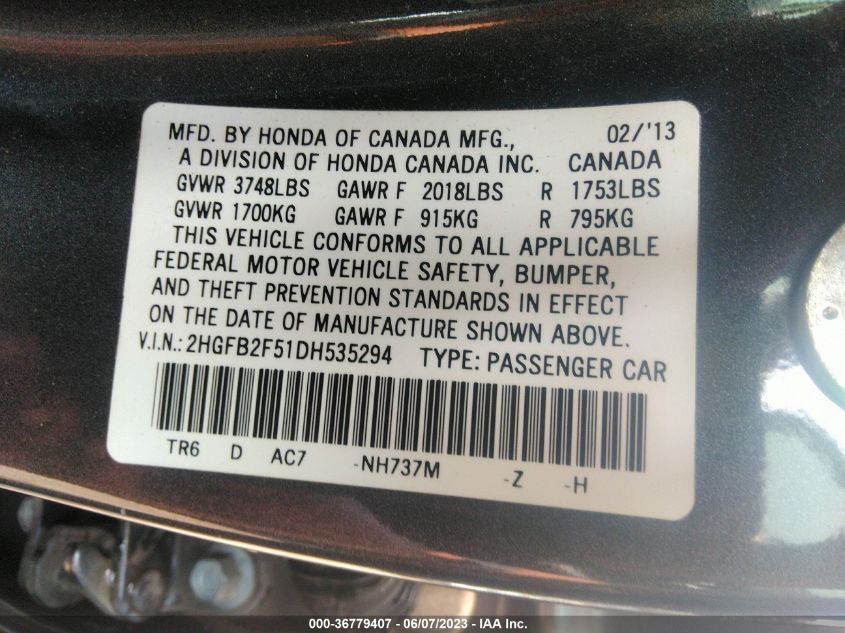 MFD. BY HONDA OF CANADA MFG., 02/'13
A DIVISION OF HONDA CANADA INC. CANADA
GVWR 3748LBS GAWR F 2018LBS R 1753LBS
GVWR 1700KG GAWR F 915KG R 795KG
THIS VEHICLE CONFORMS TO ALL APPLICABLE
FEDERAL MOTOR VEHICLE SAFETY, BUMPER,
AND THEFT PREVENTION STANDARDS IN EFFECT
ON THE DATE OF MANUFACTURE SHOWN ABOVE.
V.I.N.: 2HGFB2F51DH535294 TYPE: PASSENGER CAR
TR6 D AC7 -NH737M -Z -H
000-36779407 - 06/07/2023 - IAA Inc.